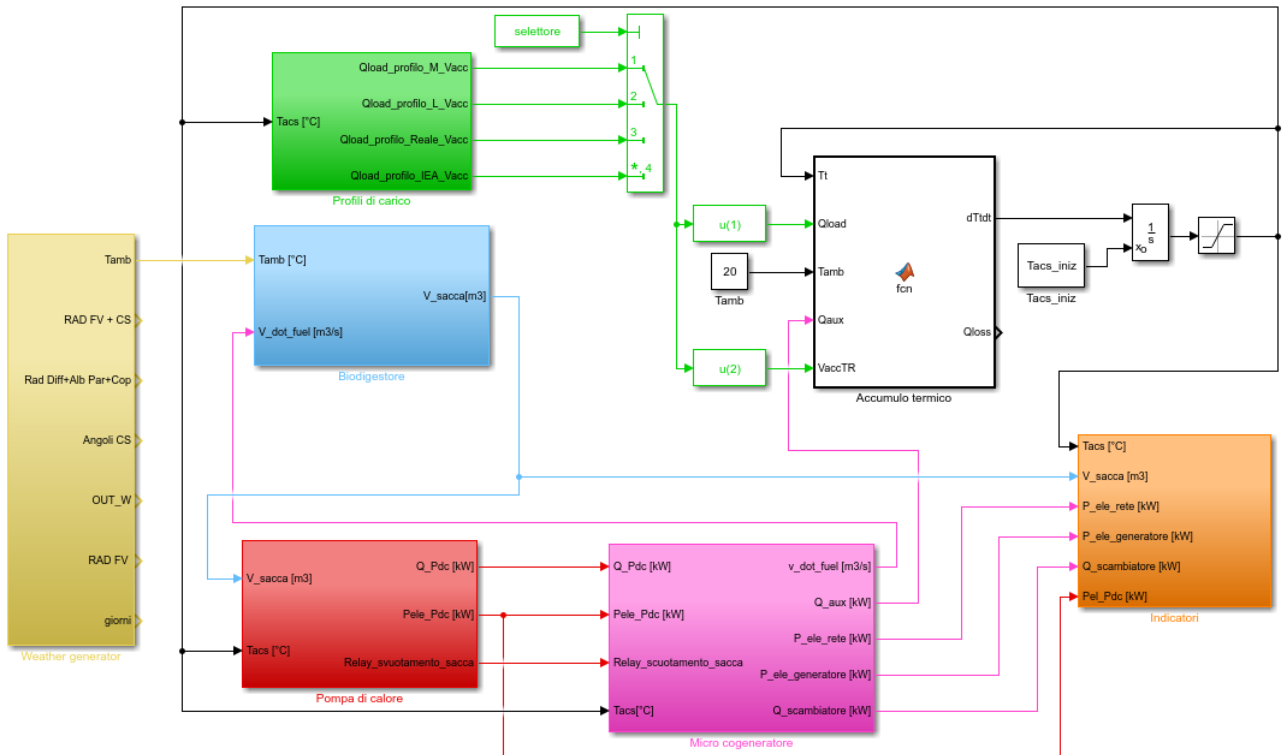 selettore
Qload_profilo_M_Vacc
Qload_profilo_L_Vacc
Qload_profilo_Reale_Vacc
Qload_profilo_IEA_Vacc
Tacs [°C]
Profili di carico
1
2
3
*, 4
u(1)
u(2)
20
Tamb
Tt
Qload
Tamb
Qaux
VaccTR
fcn
dTtdt
Qloss
Accumulo termico
Tacs_iniz
Tacs_iniz
1
s
xo
Tamb
RAD FV + CS
Rad Diff+Alb Par+Cop
Angoli CS
OUT_W
RAD FV
giorni
Weather generator
Tamb [°C]
V_dot_fuel [m3/s]
V_sacca[m3]
Biodigestore
V_sacca [m3]
Tacs [°C]
Q_Pdc [kW]
Pele_Pdc [kW]
Relay_svuotamento_sacca
Pompa di calore
Q_Pdc [kW]
Pele_Pdc [kW]
Relay_scuotamento_sacca
Tacs[°C]
v_dot_fuel [m3/s]
Q_aux [kW]
P_ele_rete [kW]
P_ele_generatore [kW]
Q_scambiatore [kW]
Micro cogeneratore
Tacs [°C]
V_sacca [m3]
P_ele_rete [kW]
P_ele_generatore [kW]
Q_scambiatore [kW]
Pel_Pdc [kW]
Indicatori